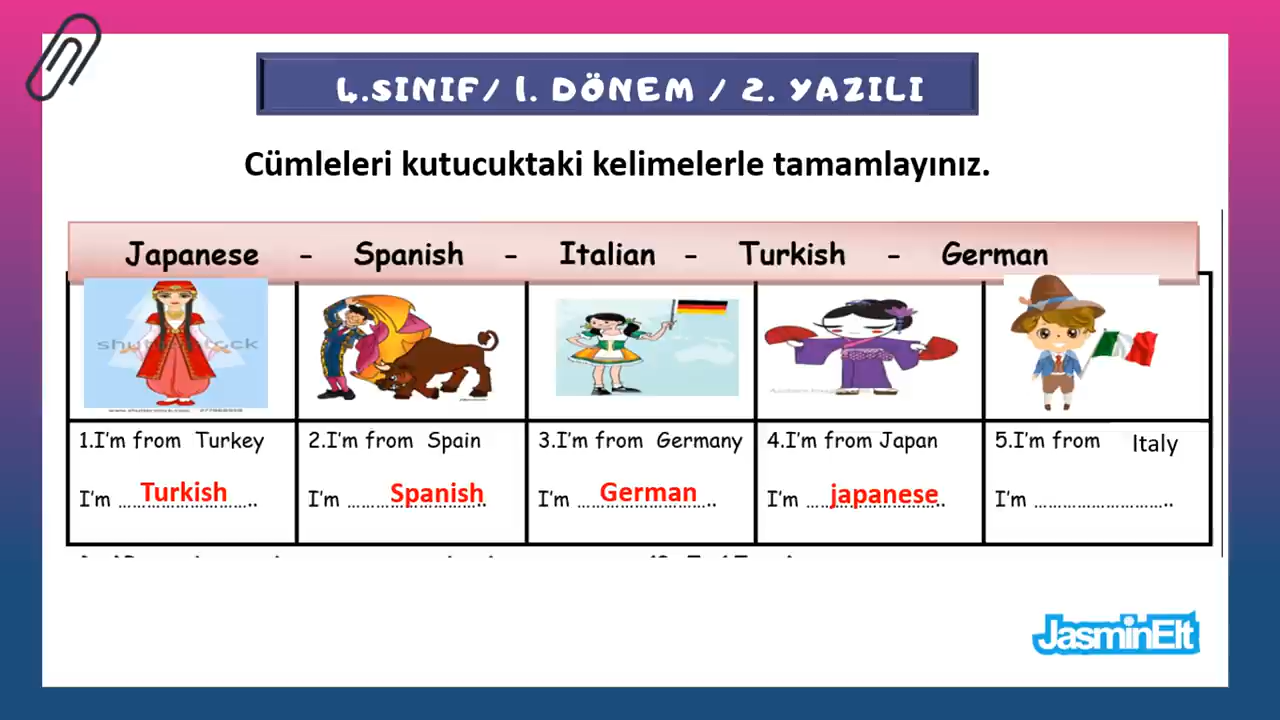 4.SINIF/ 1. DÖNEM / 2. YAZILI
Cümleleri kutucuktaki kelimelerle tamamlayınız.
Japanese - Spanish - Italian - Turkish - German
1.I'm from Turkey
I'm Turkish ..
2.I'm from Spain
I'm ……Spanish..
3.I'm from Germany
I'm German ..
4.I'm from Japan
I'm japanese..
5.I'm from Italy
I'm ……………………..
JasminElt